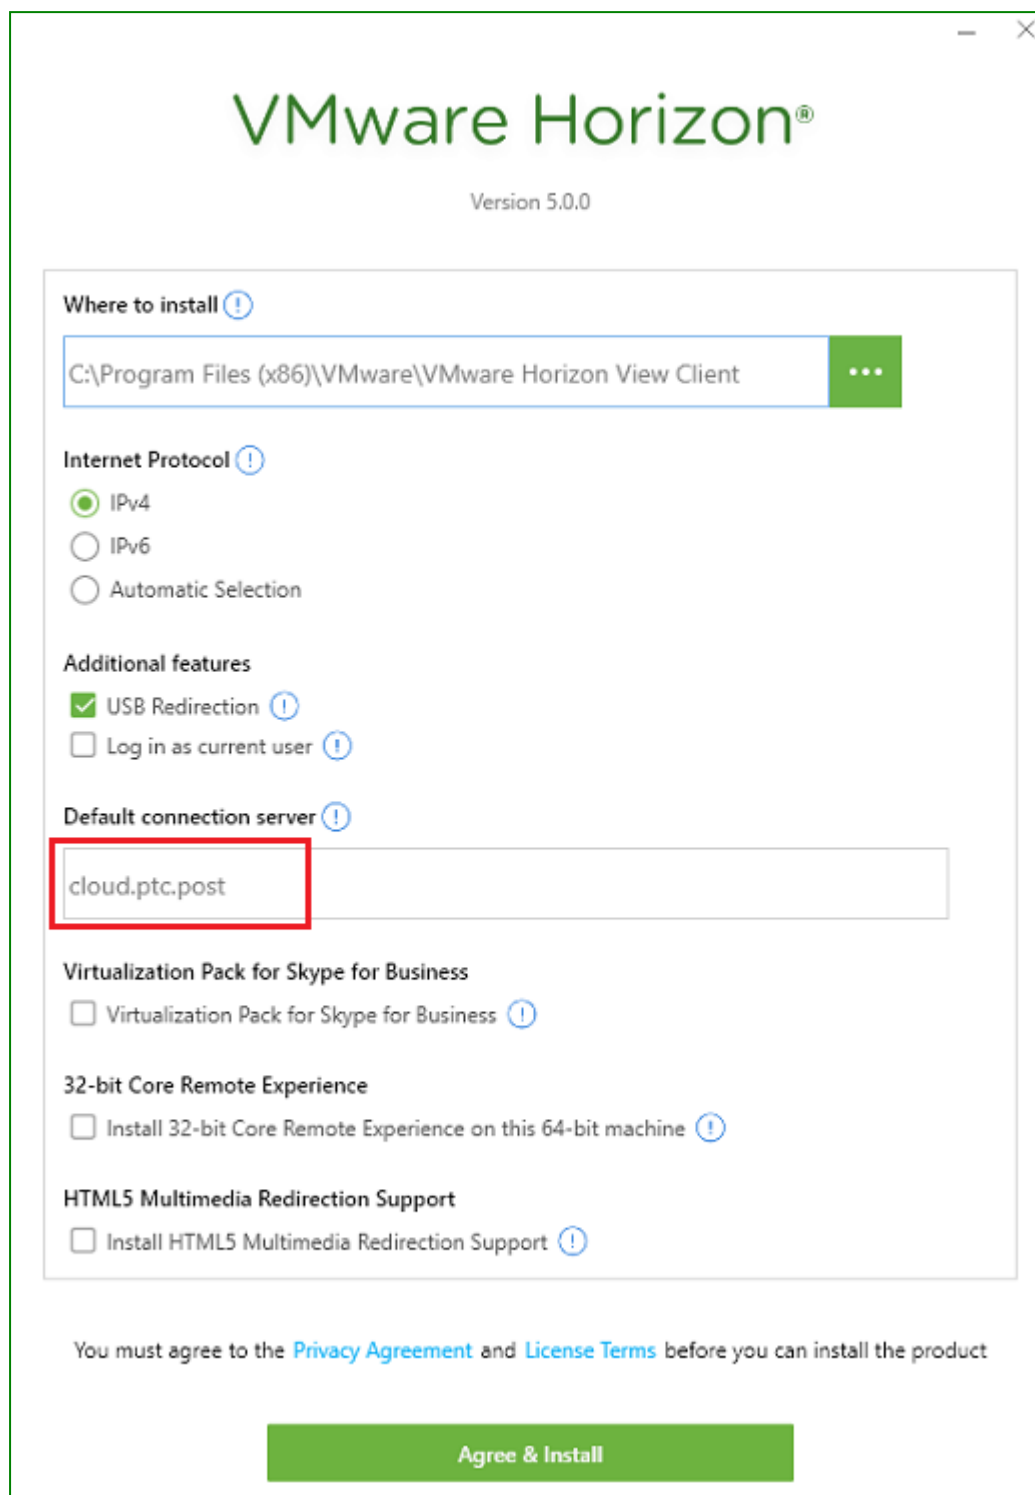 VMware Horizon®
Version 5.0.0
Where to install
C:\Program Files (x86)\VMware\VMware Horizon View Client
Internet Protocol
IPv4
IPv6
Automatic Selection
Additional features
USB Redirection
Log in as current user
Default connection server
cloud.ptc.post
Virtualization Pack for Skype for Business
Virtualization Pack for Skype for Business
32-bit Core Remote Experience
Install 32-bit Core Remote Experience on this 64-bit machine
HTML5 Multimedia Redirection Support
Install HTML5 Multimedia Redirection Support
You must agree to the Privacy Agreement and License Terms before you can install the product
Agree & Install